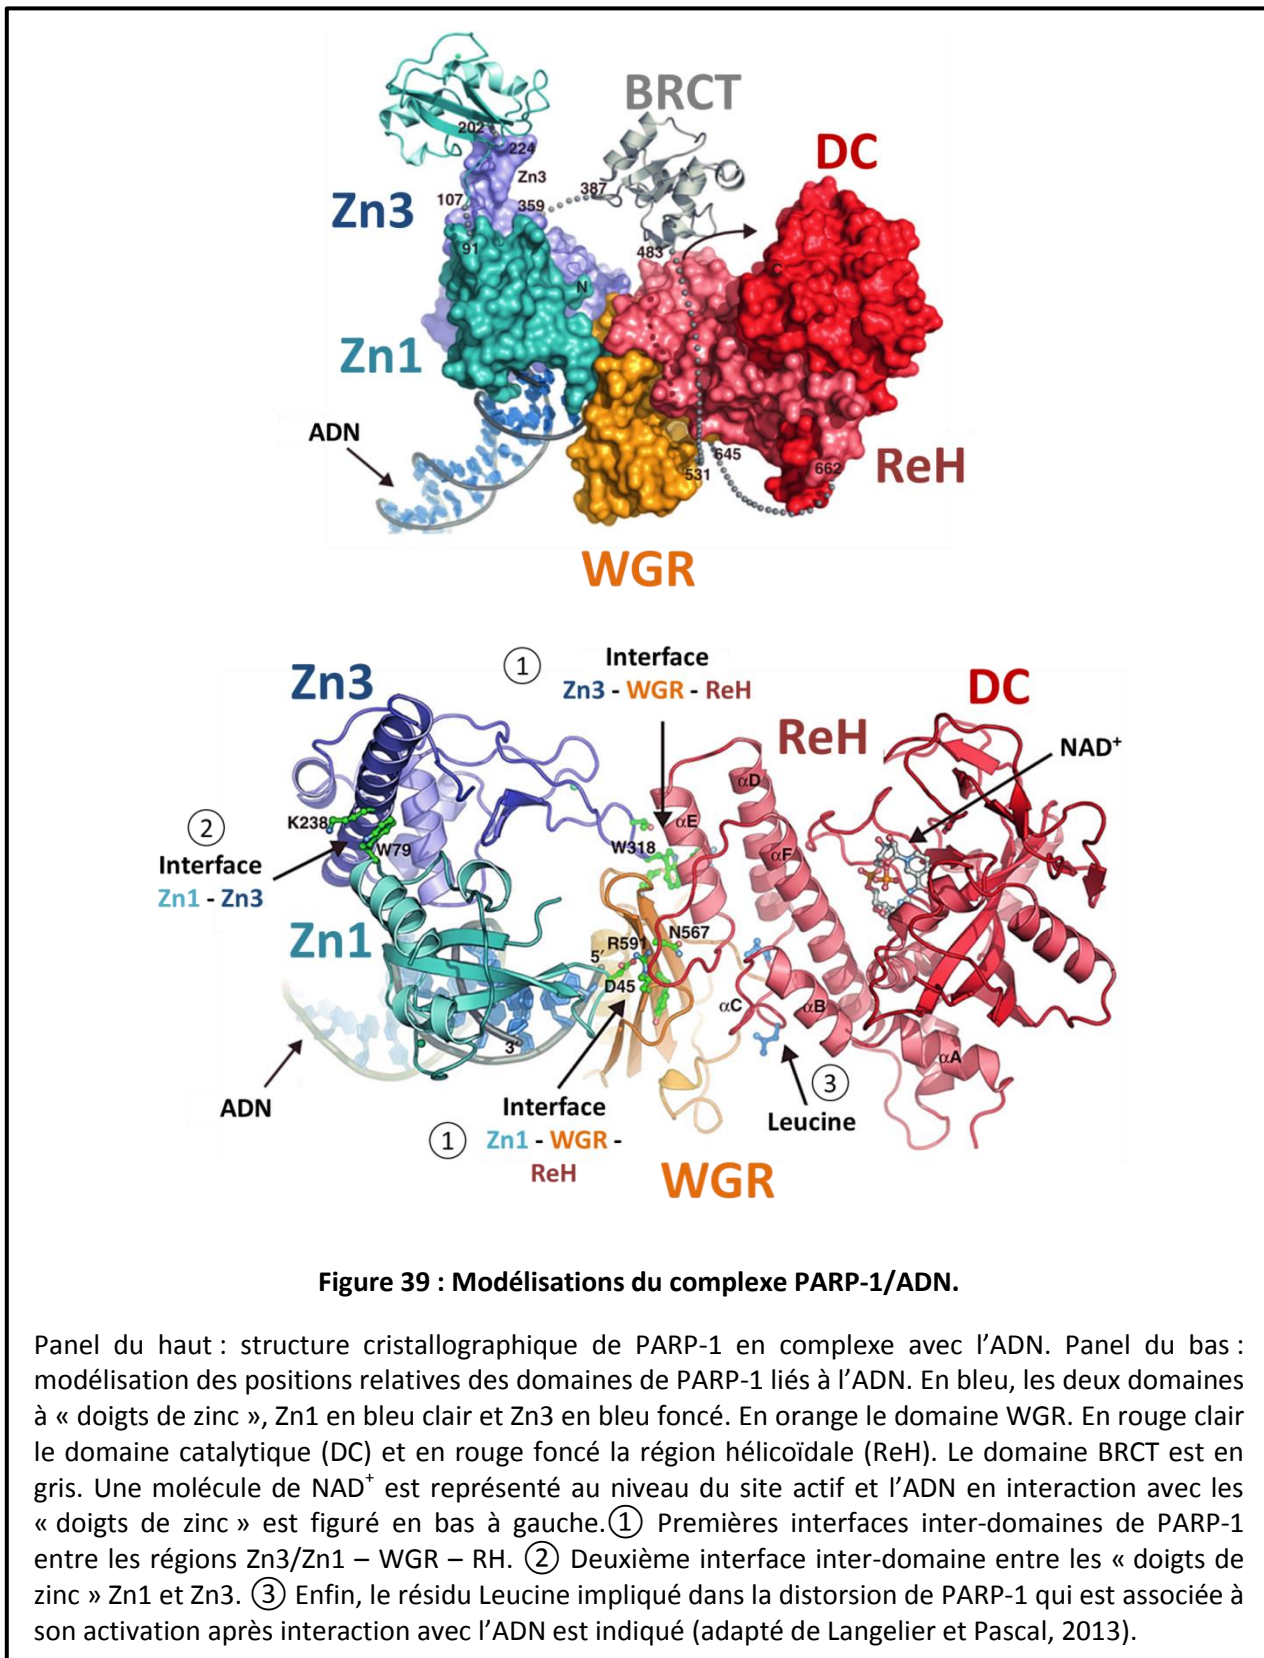 BRCT
DC
202
224
Zn3
Zn3
107
359
387
91
483
N
C
Zn1
ADN
531
645
662
ReH
WGR
1
Interface
Zn3 - WGR - ReH
Zn3
DC
ReH
NAD+
αD
αE
K238
2
W318
αF
Interface
W79
Zn1 - Zn3
Zn1
N567
R591
5'
D45
αC
αB
3'
αA
3
ADN
Interface
Leucine
1
Zn1 - WGR -
ReH
WGR
Figure 39 : Modélisations du complexe PARP-1/ADN.
Panel du haut : structure cristallographique de PARP-1 en complexe avec l'ADN. Panel du bas :
modélisation des positions relatives des domaines de PARP-1 liés à l'ADN. En bleu, les deux domaines
à « doigts de zinc », Zn1 en bleu clair et Zn3 en bleu foncé. En orange le domaine WGR. En rouge clair
le domaine catalytique (DC) et en rouge foncé la région hélicoïdale (ReH). Le domaine BRCT est en
gris. Une molécule de NAD+ est représenté au niveau du site actif et l'ADN en interaction avec les
« doigts de zinc » est figuré en bas à gauche.① Premières interfaces inter-domaines de PARP-1
entre les régions Zn3/Zn1 – WGR – RH. ② Deuxième interface inter-domaine entre les « doigts de
zinc » Zn1 et Zn3. ③ Enfin, le résidu Leucine impliqué dans la distorsion de PARP-1 qui est associée à
son activation après interaction avec l'ADN est indiqué (adapté de Langelier et Pascal, 2013).